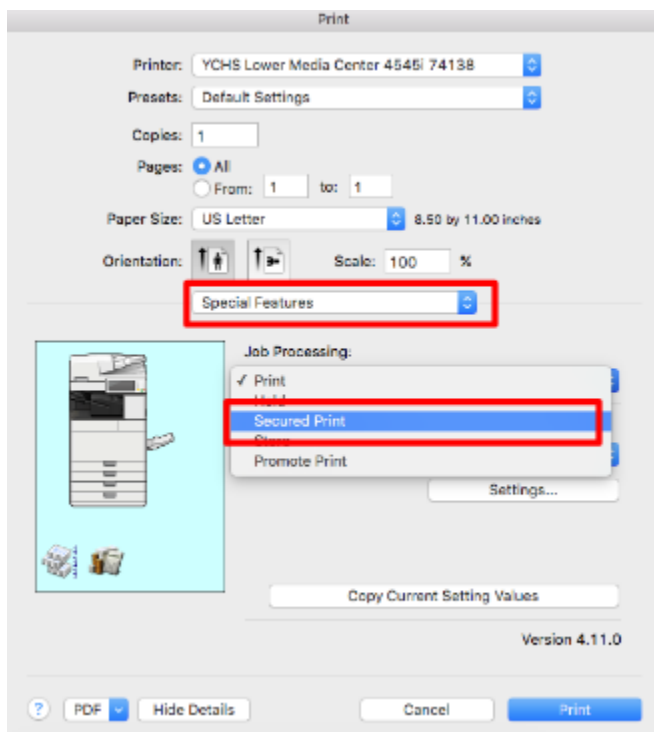 Print
Printer: YCHS Lower Media Center 4545i 74138
Presets: Default Settings
Copies: 1
Pages: All
From: 1 to: 1
Paper Size: US Letter 8.50 by 11.00 inches
Orientation: Scale: 100 %
Special Features
Job Processing:
✓ Print
Hold
Secured Print
Store
Promote Print
Settings...
Copy Current Setting Values
Version 4.11.0
? PDF Hide Details Cancel Print